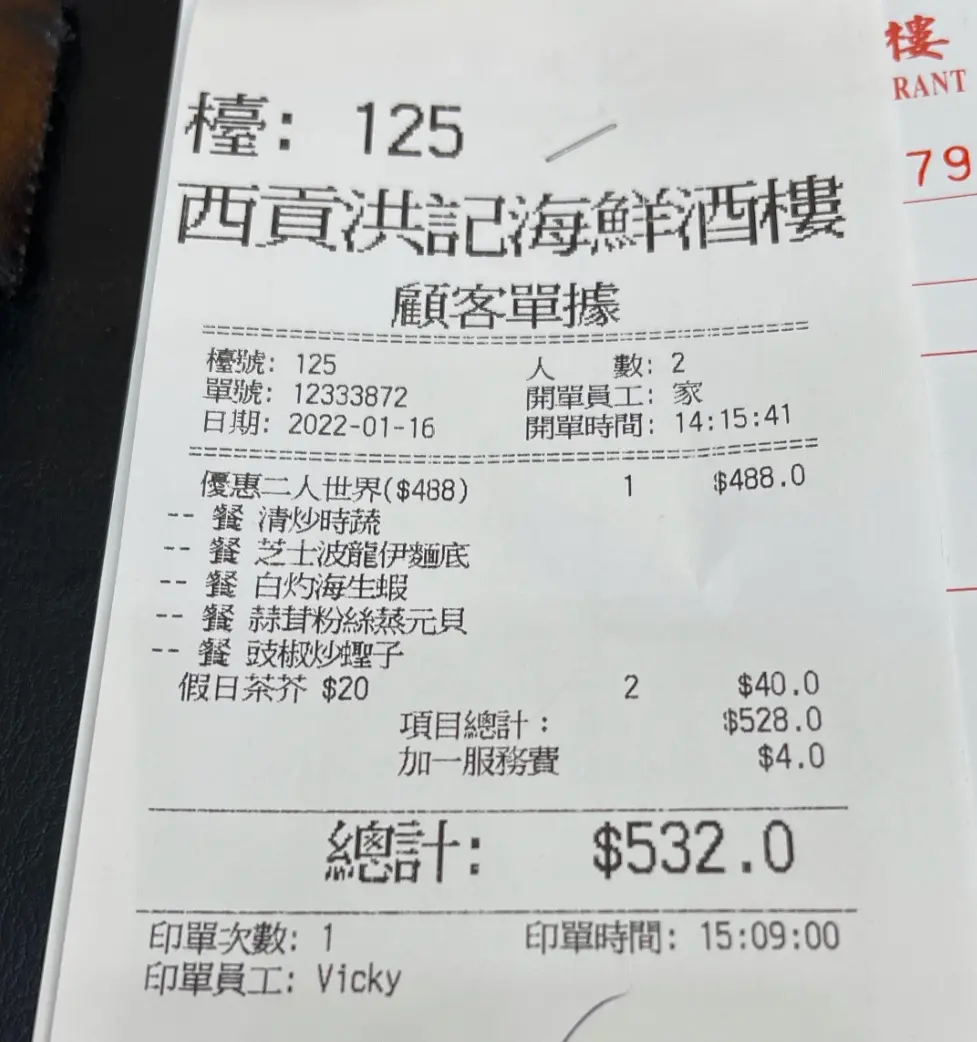 檯: 125
西貢洪記海鮮酒樓
顧客單據
檯號: 125 人 數: 2
單號: 12333872 開單員工: 家
日期: 2022-01-16 開單時間: 14:15:41
優惠二人世界($488) 1 $488.0
-- 餐 清炒時蔬
-- 餐 芝士波龍伊麵底
-- 餐 白灼海生蝦
-- 餐 蒜茸粉絲蒸元貝
-- 餐 豉椒炒蟶子
假日茶芥 $20 2 $40.0
項目總計: $528.0
加一服務費 $4.0
總計: $532.0
印單次數: 1 印單時間: 15:09:00
印單員工: Vicky
樓
RANT
79